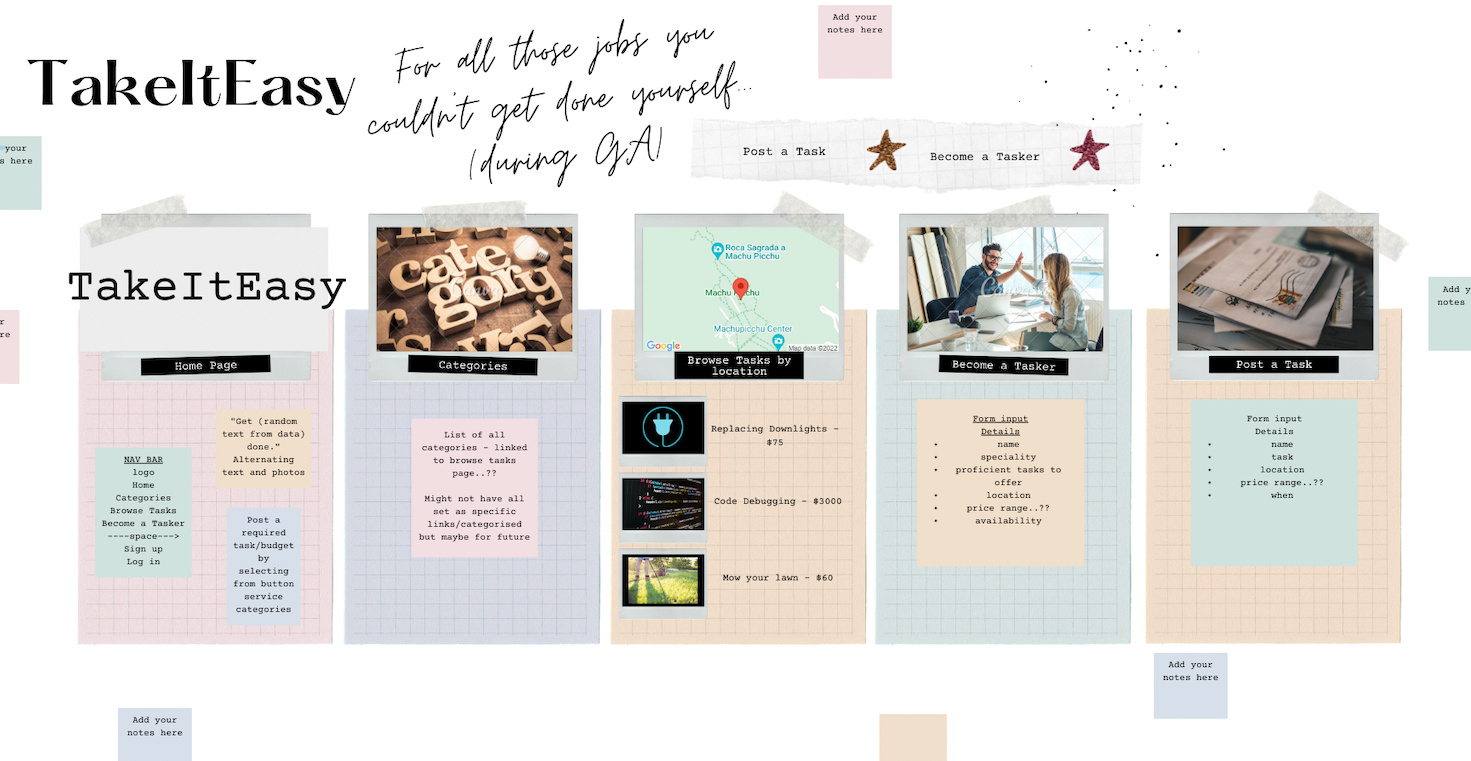 TakeItEasy
For all those jobs you
couldn't get done yourself...
(during GA)
Add your
notes here
Post a Task
Become a Tasker
your
s here
r
re
Add y
notes
TakeItEasy
Home Page
"Get (random
text from data)
done."
Alternating
text and photos
NAV BAR
logo
Home
Categories
Browse Tasks
Become a Tasker
----space--->
Sign up
Log in
Post a
required
task/budget
by
selecting
from button
service
categories
cate
gory
Categories
List of all
categories - linked
to browse tasks
page..??
Might not have all
set as specific
links/categorised
but maybe for future
Roca Sagrada a
Machu Picchu
Machupicchu Center
Google
Map data ©2022
Browse Tasks by
location
Replacing Downlights -
$75
Code Debugging - $3000
Mow your lawn - $60
Become a Tasker
Form input
Details
• name
• speciality
• proficient tasks to
offer
• location
• price range..??
• availability
Post a Task
Form input
Details
• name
• task
• location
• price range..??
• when
Add your
notes here
Add your
notes here